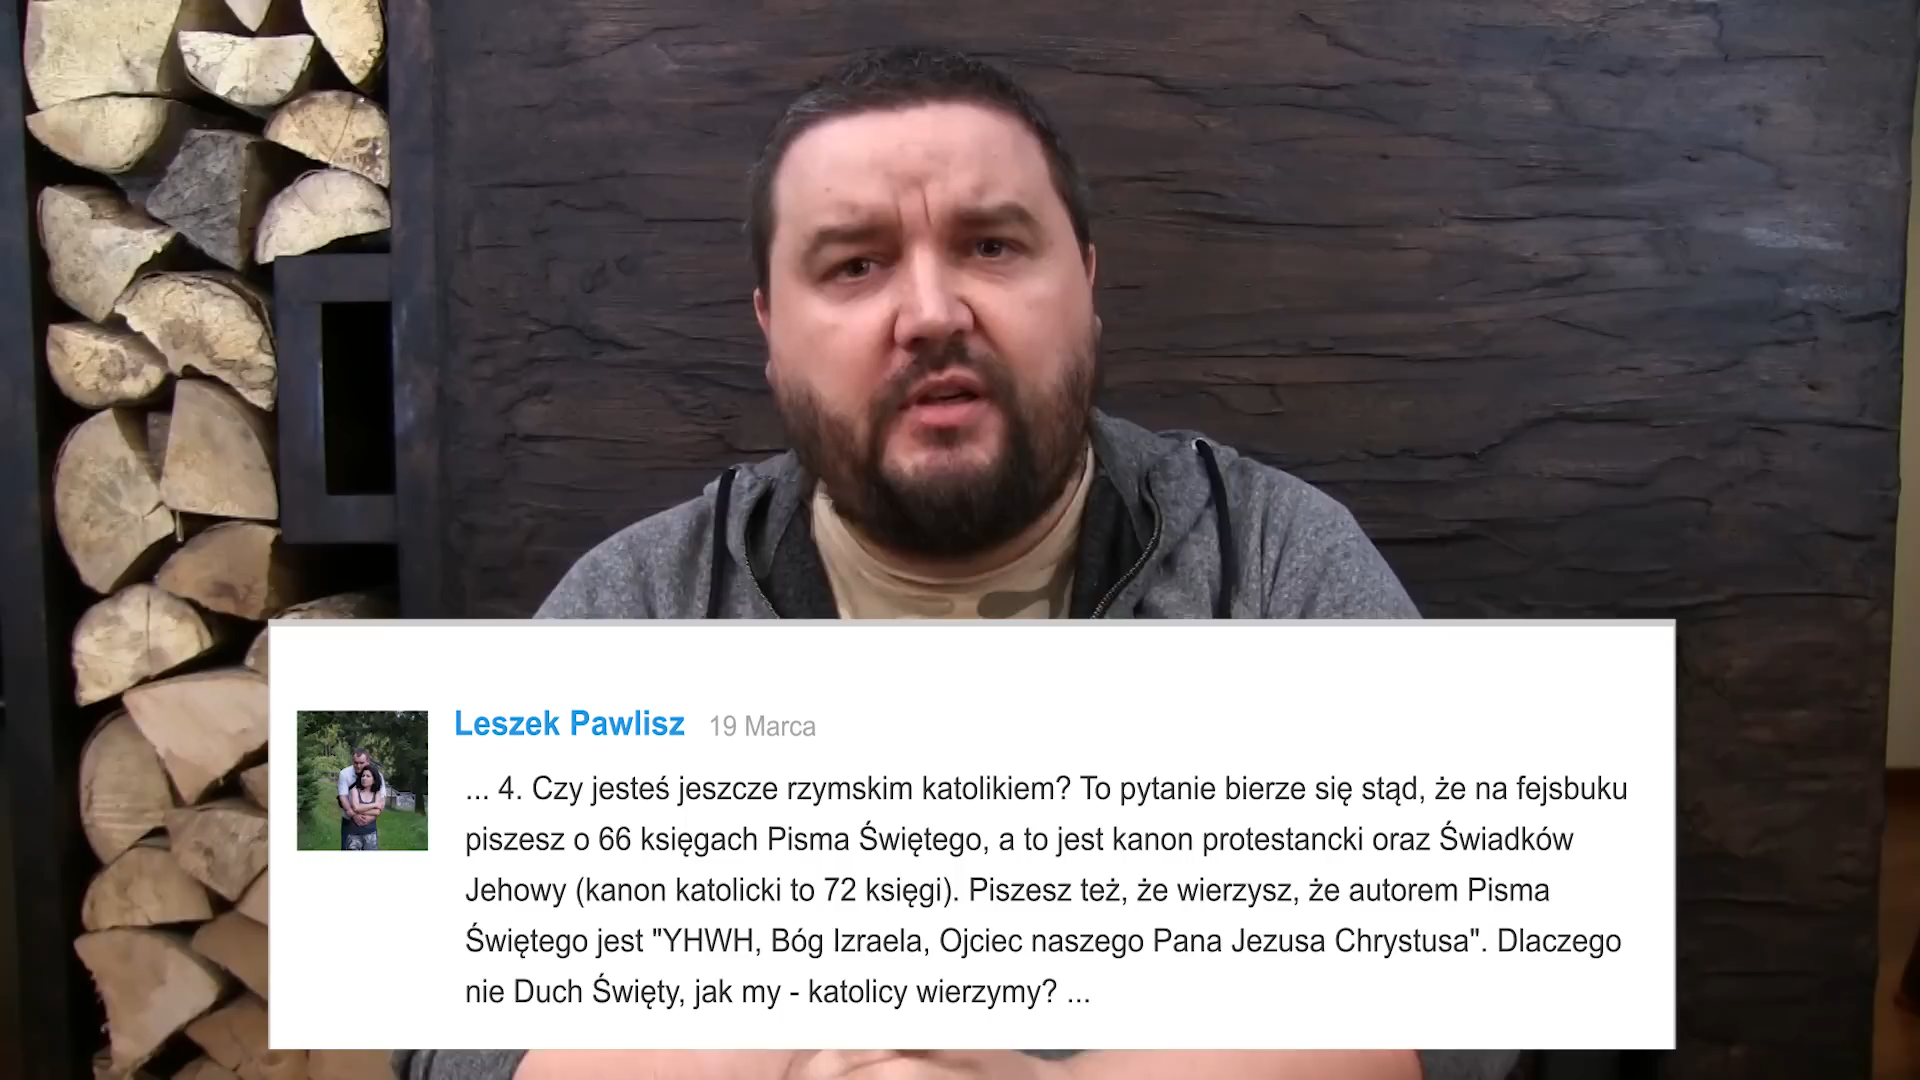 Leszek Pawlisz 19 Marca
... 4. Czy jesteś jeszcze rzymskim katolikiem? To pytanie bierze się stąd, że na fejsbuku
piszesz o 66 księgach Pisma Świętego, a to jest kanon protestancki oraz Świadków
Jehowy (kanon katolicki to 72 księgi). Piszesz też, że wierzysz, że autorem Pisma
Świętego jest "YHWH, Bóg Izraela, Ojciec naszego Pana Jezusa Chrystusa". Dlaczego
nie Duch Święty, jak my - katolicy wierzymy? ...